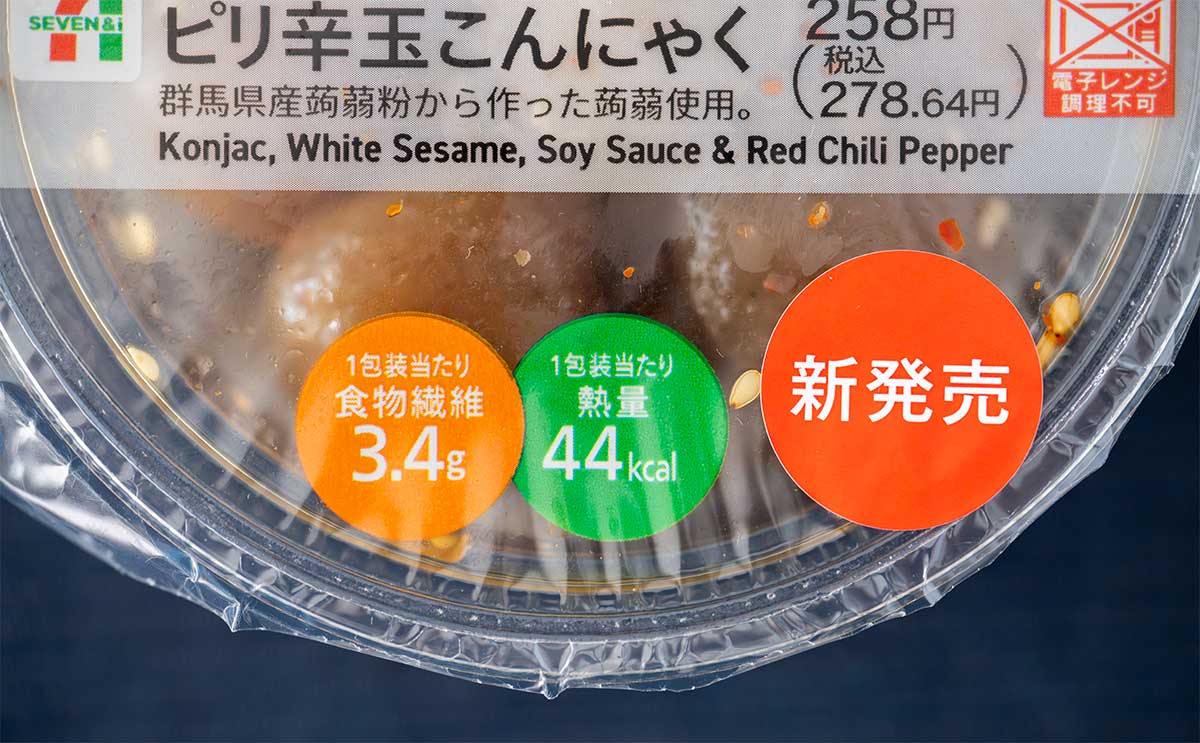 SEVEN&i
ピリ辛玉こんにゃく
258円
(税込
278.64円)
電子レンジ
調理不可
群馬県産蒟蒻粉から作った蒟蒻使用。
Konjac, White Sesame, Soy Sauce & Red Chili Pepper
1包装当たり
食物繊維
3.4g
1包装当たり
熱量
44kcal
新発売